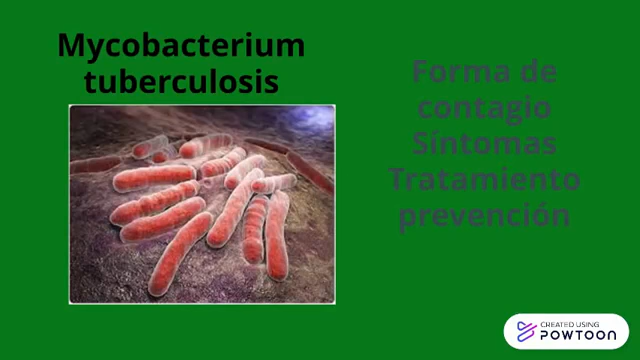 Mycobacterium
tuberculosis
Forma de
contagio
Síntomas
Tratamiento
prevención
CREATED USING
POWTOON